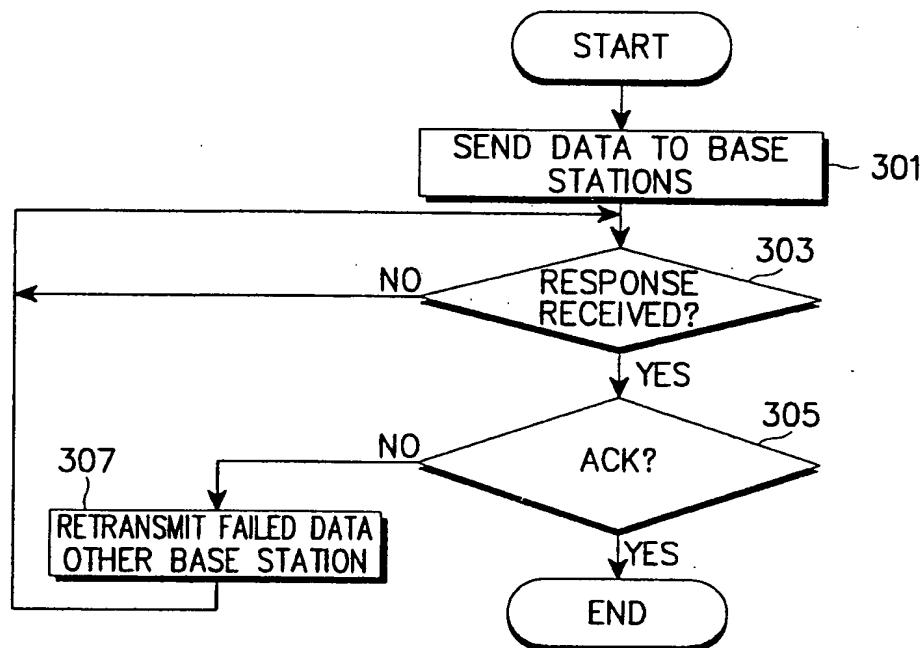 START
SEND DATA TO BASE
STATIONS
301
303
NO
RESPONSE
RECEIVED?
YES
305
NO
ACK?
307
RETRANSMIT FAILED DATA
OTHER BASE STATION
YES
END